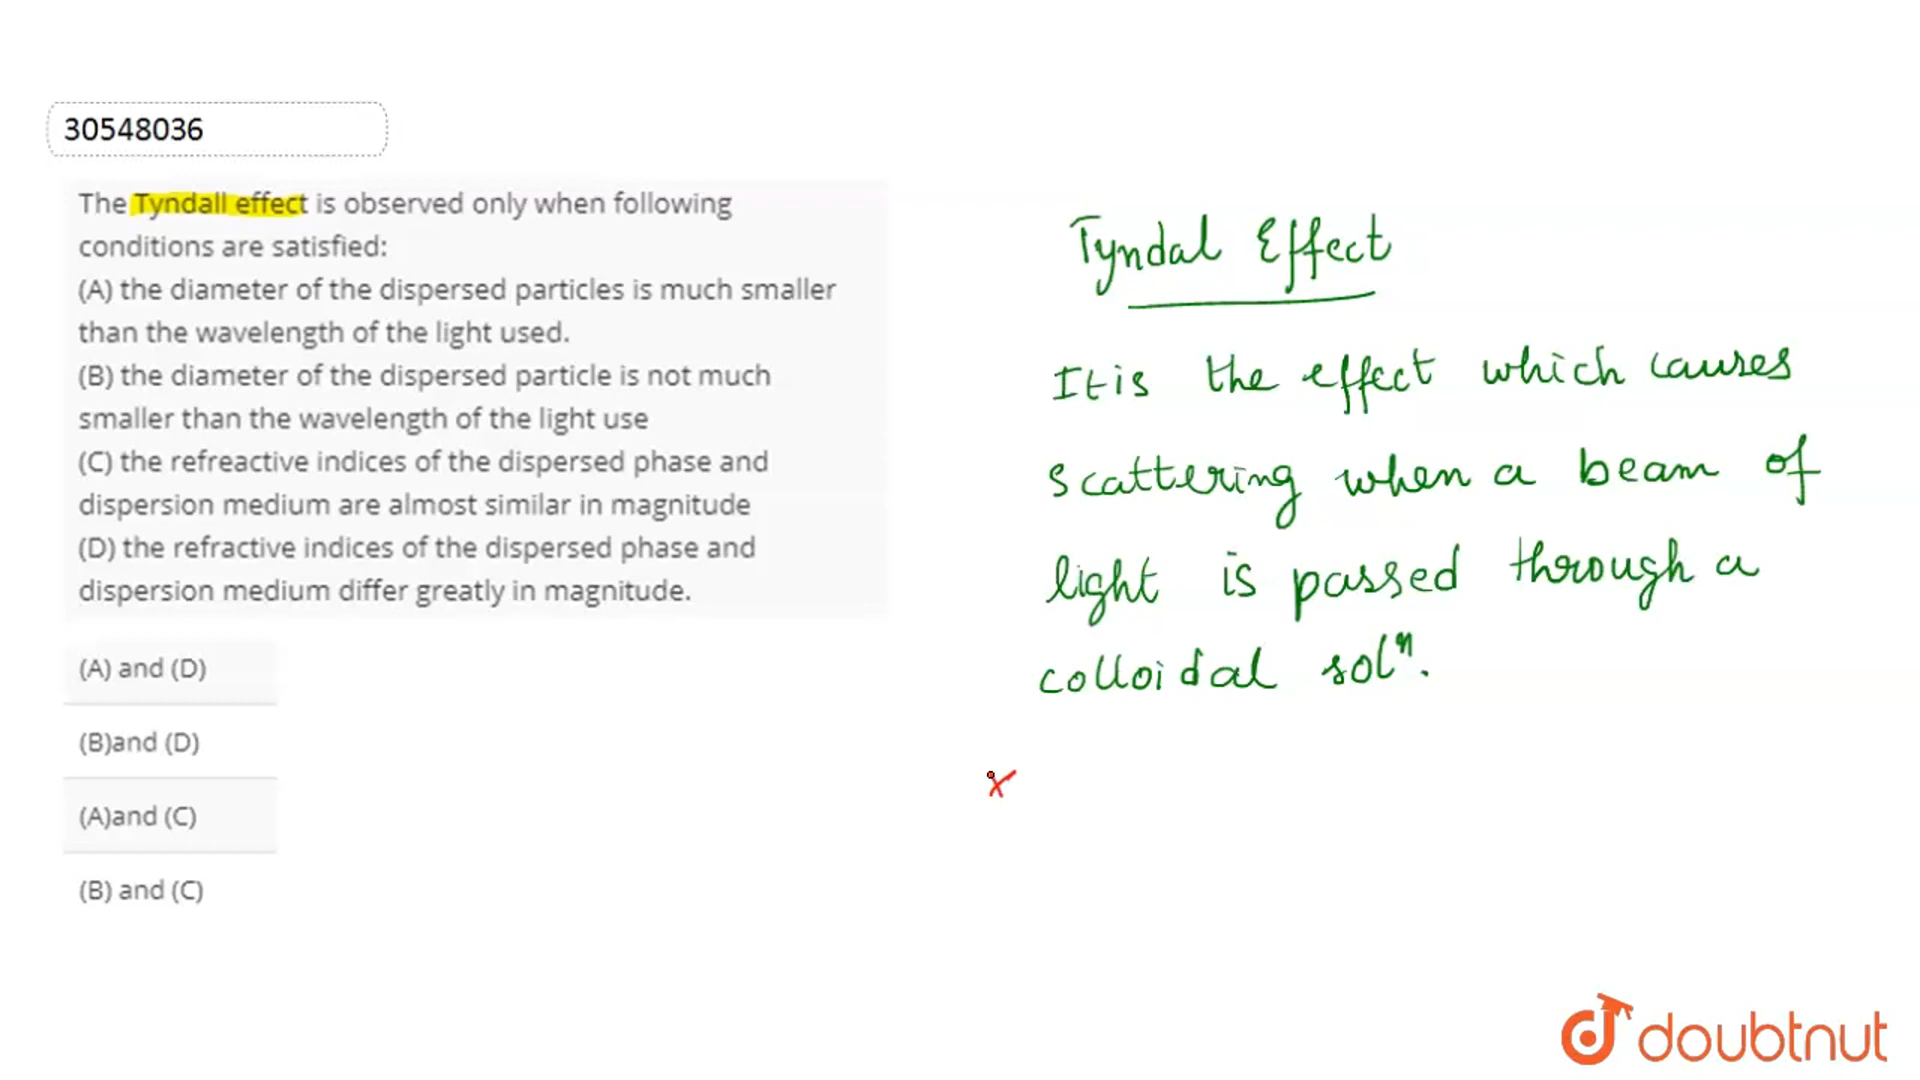 30548036
The Tyndall effect is observed only when following
conditions are satisfied:
(A) the diameter of the dispersed particles is much smaller
than the wavelength of the light used.
(B) the diameter of the dispersed particle is not much
smaller than the wavelength of the light use
(C) the refreactive indices of the dispersed phase and
dispersion medium are almost similar in magnitude
(D) the refractive indices of the dispersed phase and
dispersion medium differ greatly in magnitude.
(A) and (D)
(B)and (D)
(A)and (C)
(B) and (C)
Tyndal Effect
It is the effect which causes
scattering when a beam of
light is passed through a
colloidal solⁿ.
doubtnut